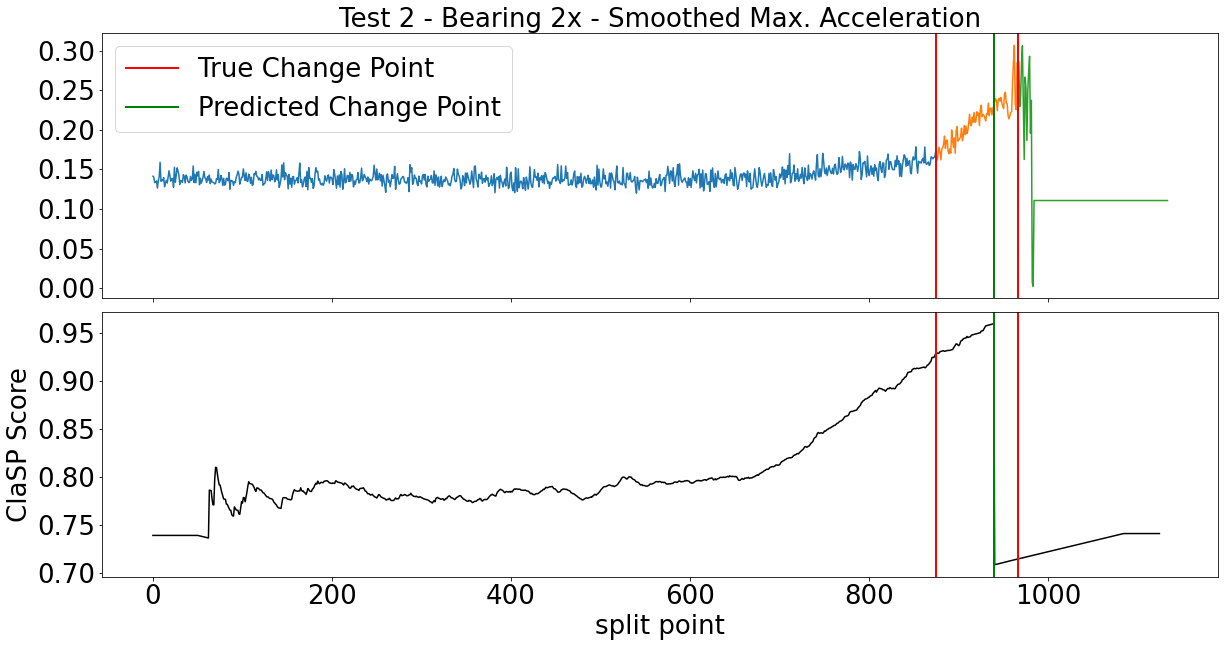 Test 2 - Bearing 2x - Smoothed Max. Acceleration
0.30
0.25
0.20
0.15
0.10
0.05
0.00
True Change Point
Predicted Change Point
ClaSP Score
0.95
0.90
0.85
0.80
0.75
0.70
0 200 400 600 800 1000
split point